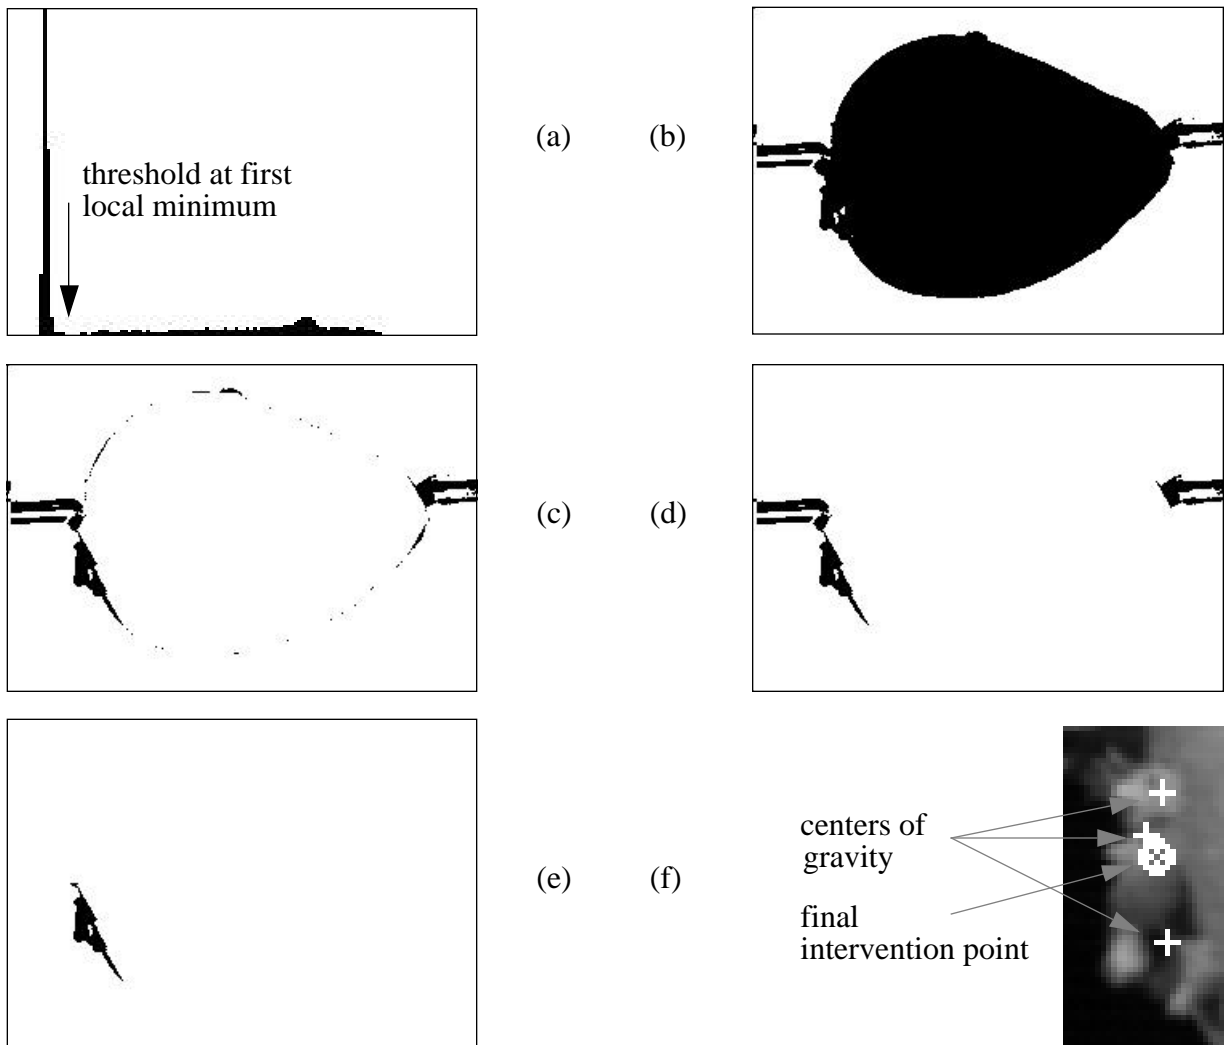 (a)
(b)
threshold at first
local minimum
(c)
(d)
(e)
(f)
centers of
gravity
final
intervention point